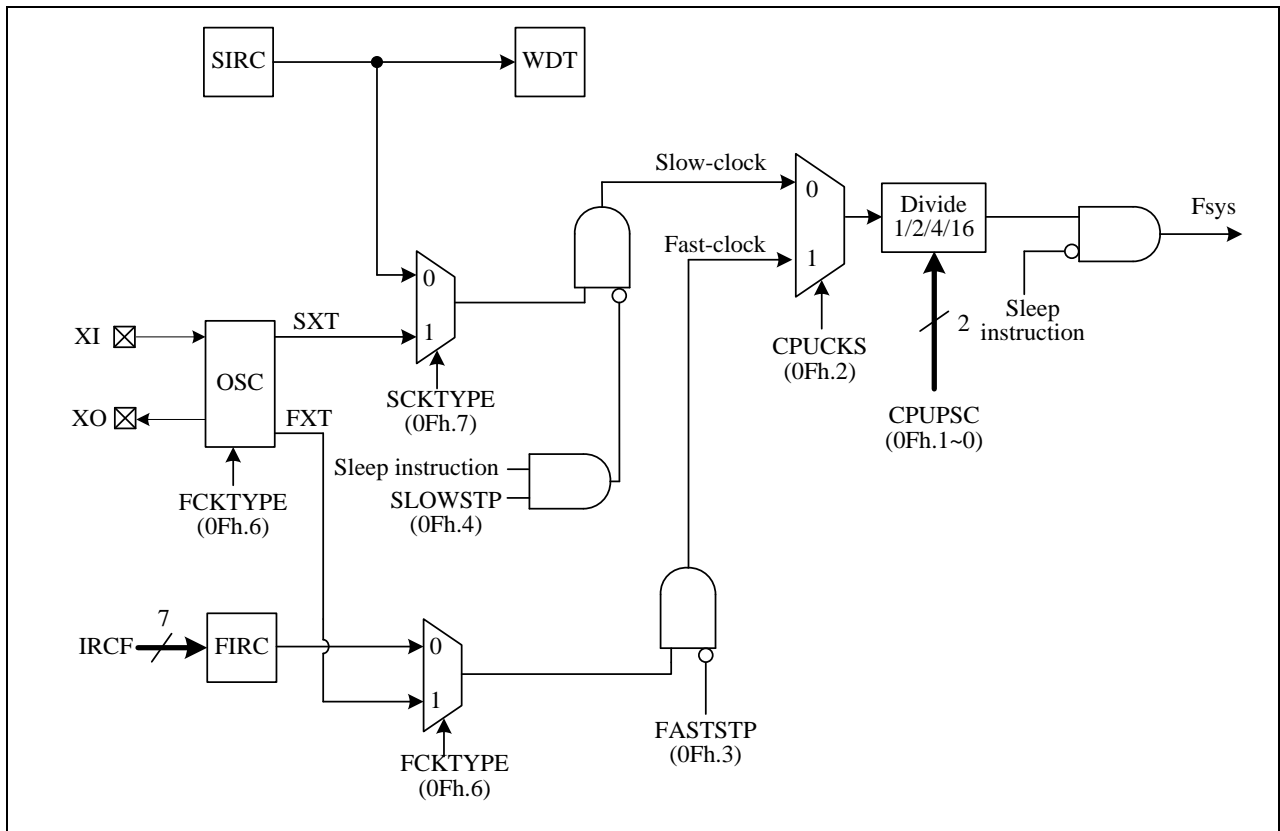 SIRC
WDT
Slow-clock
0
Divide
1/2/4/16
Fsys
Fast-clock
1
0
Sleep
instruction
2
XI
SXT
1
CPUCKS
(0Fh.2)
OSC
SCKTYPE
(0Fh.7)
CPUPSC
(0Fh.1~0)
XO
FXT
Sleep instruction
SLOWSTP
(0Fh.4)
FCKTYPE
(0Fh.6)
7
IRCF
FIRC
0
1
FASTSTP
(0Fh.3)
FCKTYPE
(0Fh.6)